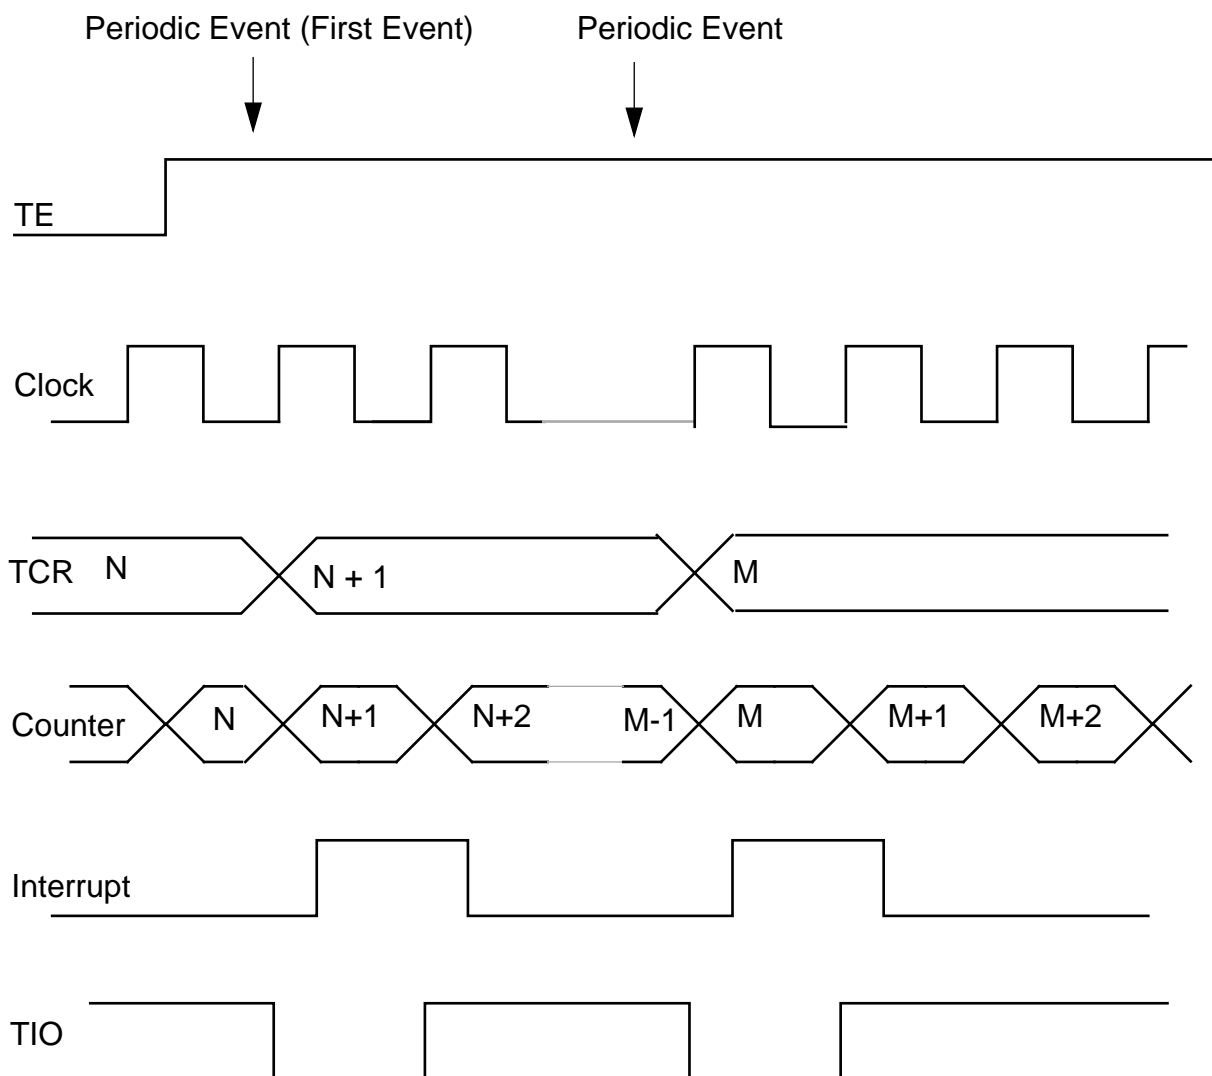 Periodic Event (First Event) Periodic Event
TE
Clock
TCR N N + 1 M
Counter N N+1 N+2 M-1 M M+1 M+2
Interrupt
TIO